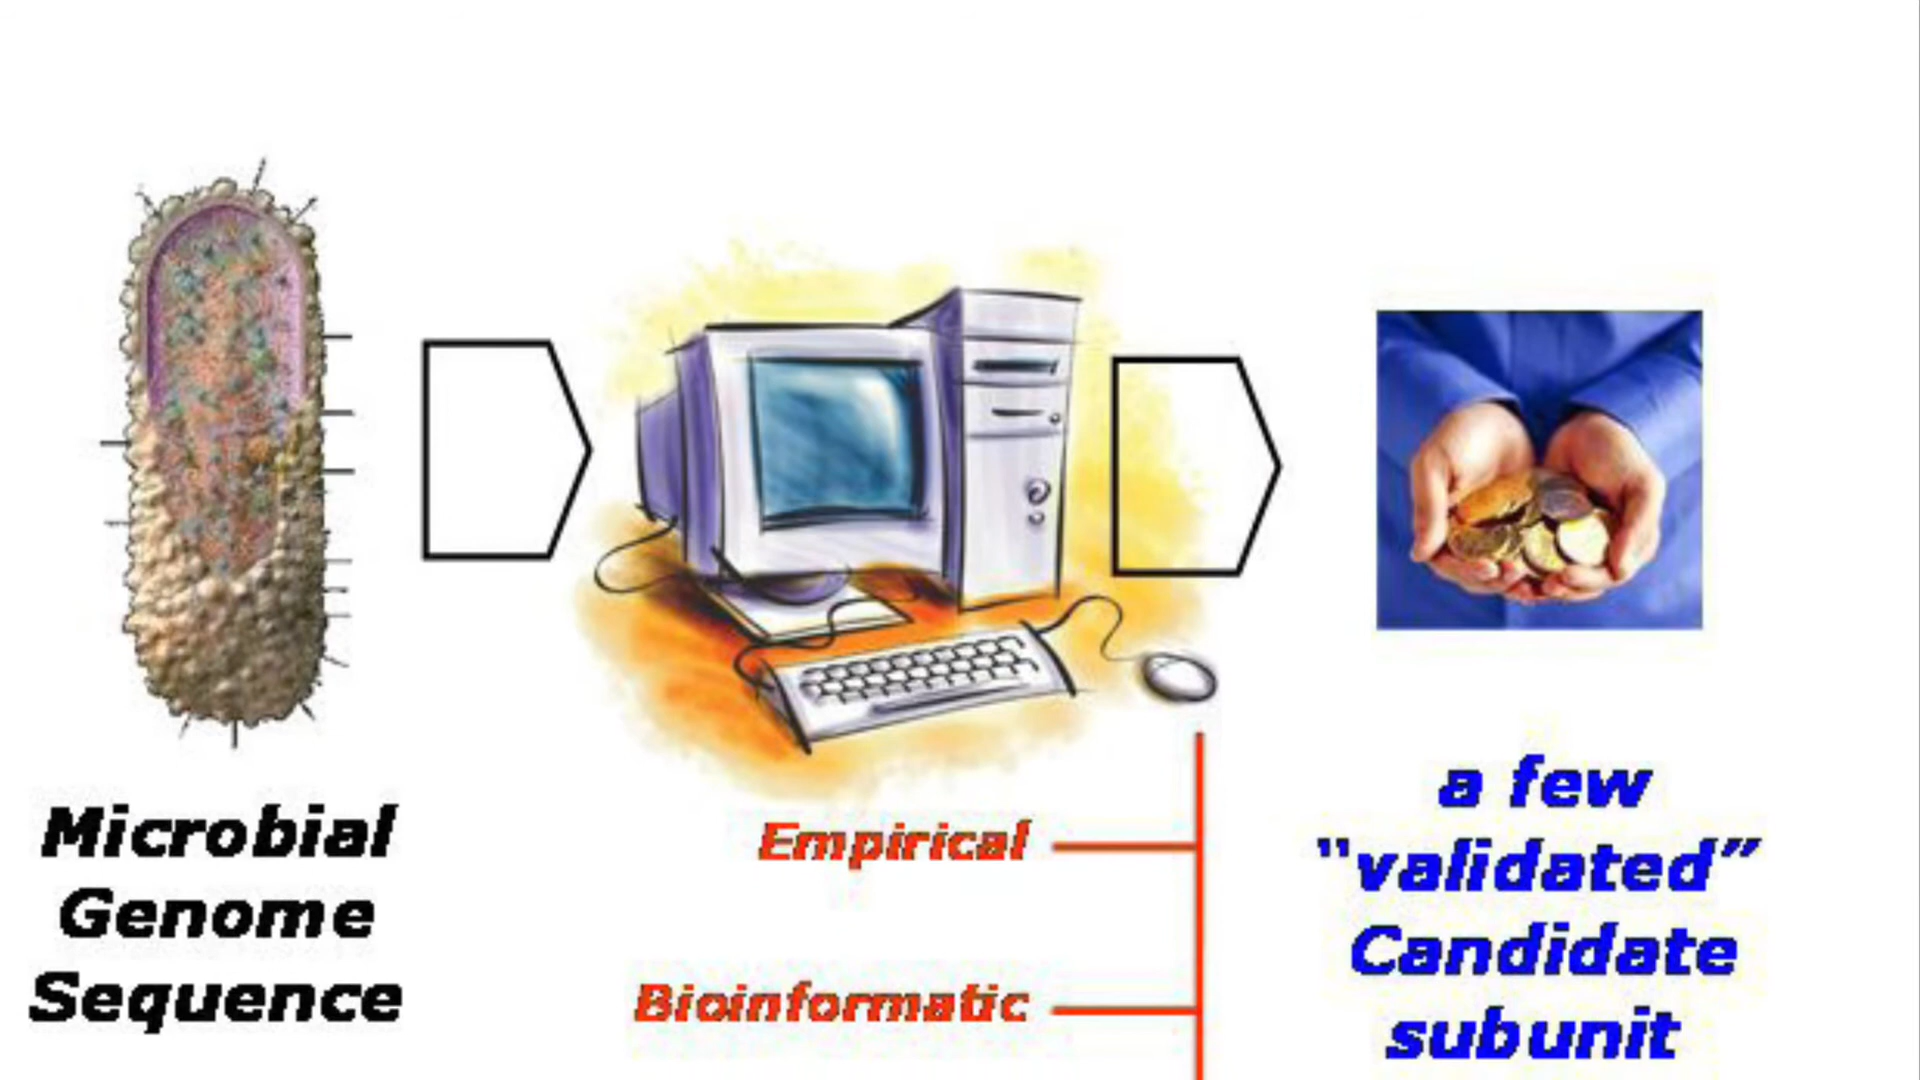 Microbial
Genome
Sequence
Empirical
Bioinformatic
a few
“validated”
Candidate
subunit